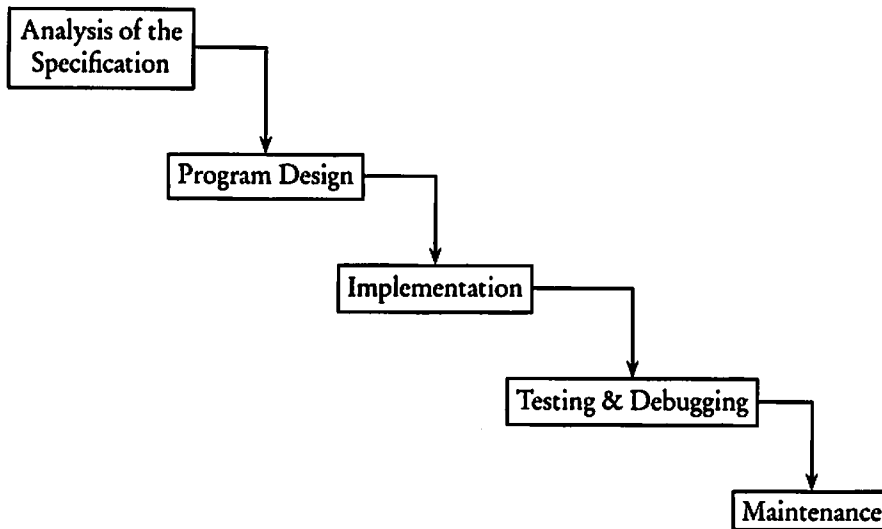 Analysis of the
Specification
Program Design
Implementation
Testing & Debugging
Maintenance